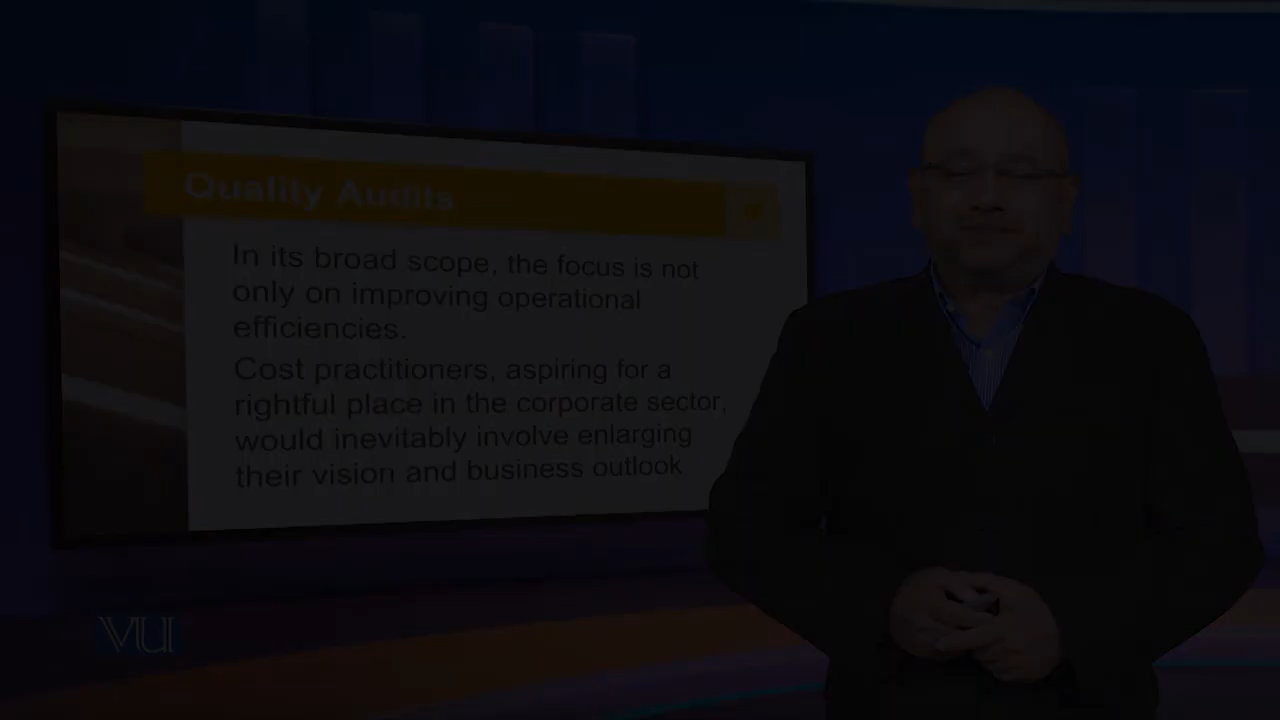 Quality Audits
In its broad scope, the focus is not
only on improving operational
efficiencies.
Cost practitioners, aspiring for a
rightful place in the corporate sector,
would inevitably involve enlarging
their vision and business outlook
VU